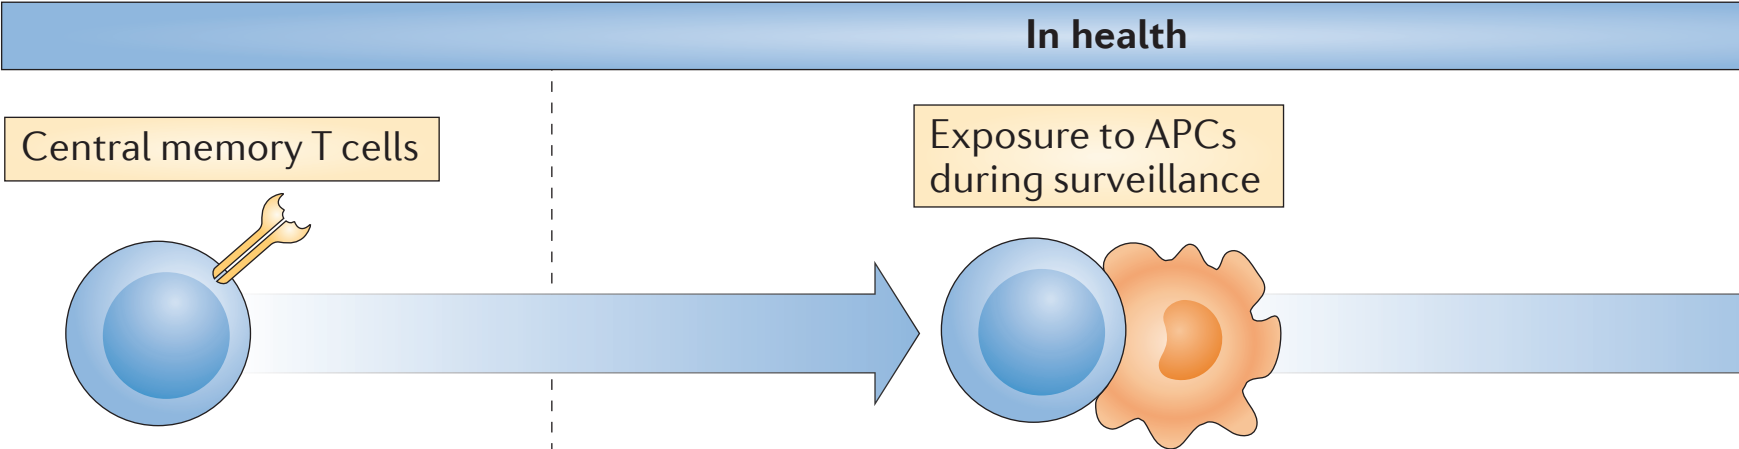 In health
Central memory T cells
Exposure to APCs
during surveillance